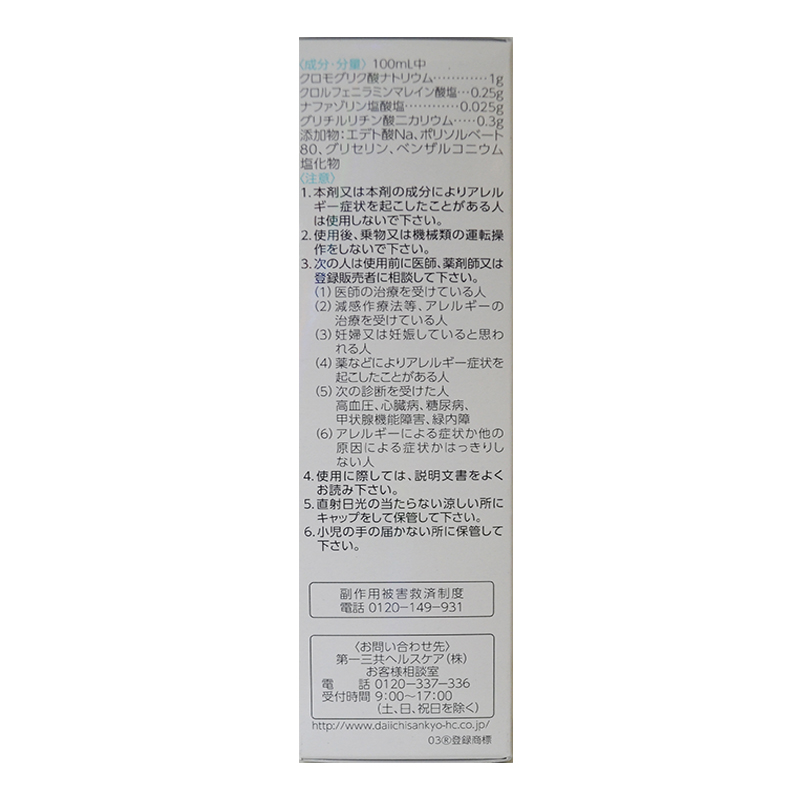 〈成分・分量〉 100mL中
クロモグリク酸ナトリウム…………1g
クロルフェニラミンマレイン酸塩…0.25g
ナファゾリン塩酸塩…………0.025g
グリチルリチン酸二カリウム……0.3g
添加物：エデト酸Na、ポリソルベート
80、グリセリン、ベンザルコニウム
塩化物
〈注意〉
1.本剤又は本剤の成分によりアレル
ギー症状を起こしたことがある人
は使用しないで下さい。
2.使用後、乗物又は機械類の運転操
作をしないで下さい。
3.次の人は使用前に医師、薬剤師又は
登録販売者に相談して下さい。
(1)医師の治療を受けている人
(2)減感作療法等、アレルギーの
治療を受けている人
(3)妊婦又は妊娠していると思わ
れる人
(4)薬などによりアレルギー症状を
起こしたことがある人
(5)次の診断を受けた人
高血圧、心臓病、糖尿病、
甲状腺機能障害、緑内障
(6)アレルギーによる症状か他の
原因による症状かはっきりし
ない人
4.使用に際しては、説明文書をよく
お読み下さい。
5.直射日光の当たらない涼しい所に
キャップをして保管して下さい。
6.小児の手の届かない所に保管して
下さい。
副作用被害救済制度
電話 0120-149-931
〈お問い合わせ先〉
第一三共ヘルスケア(株)
お客様相談室
電 話 0120-337-336
受付時間 9:00〜17:00
(土、日、祝日を除く)
http://www.daiichisankyo-hc.co.jp/
03®登録商標